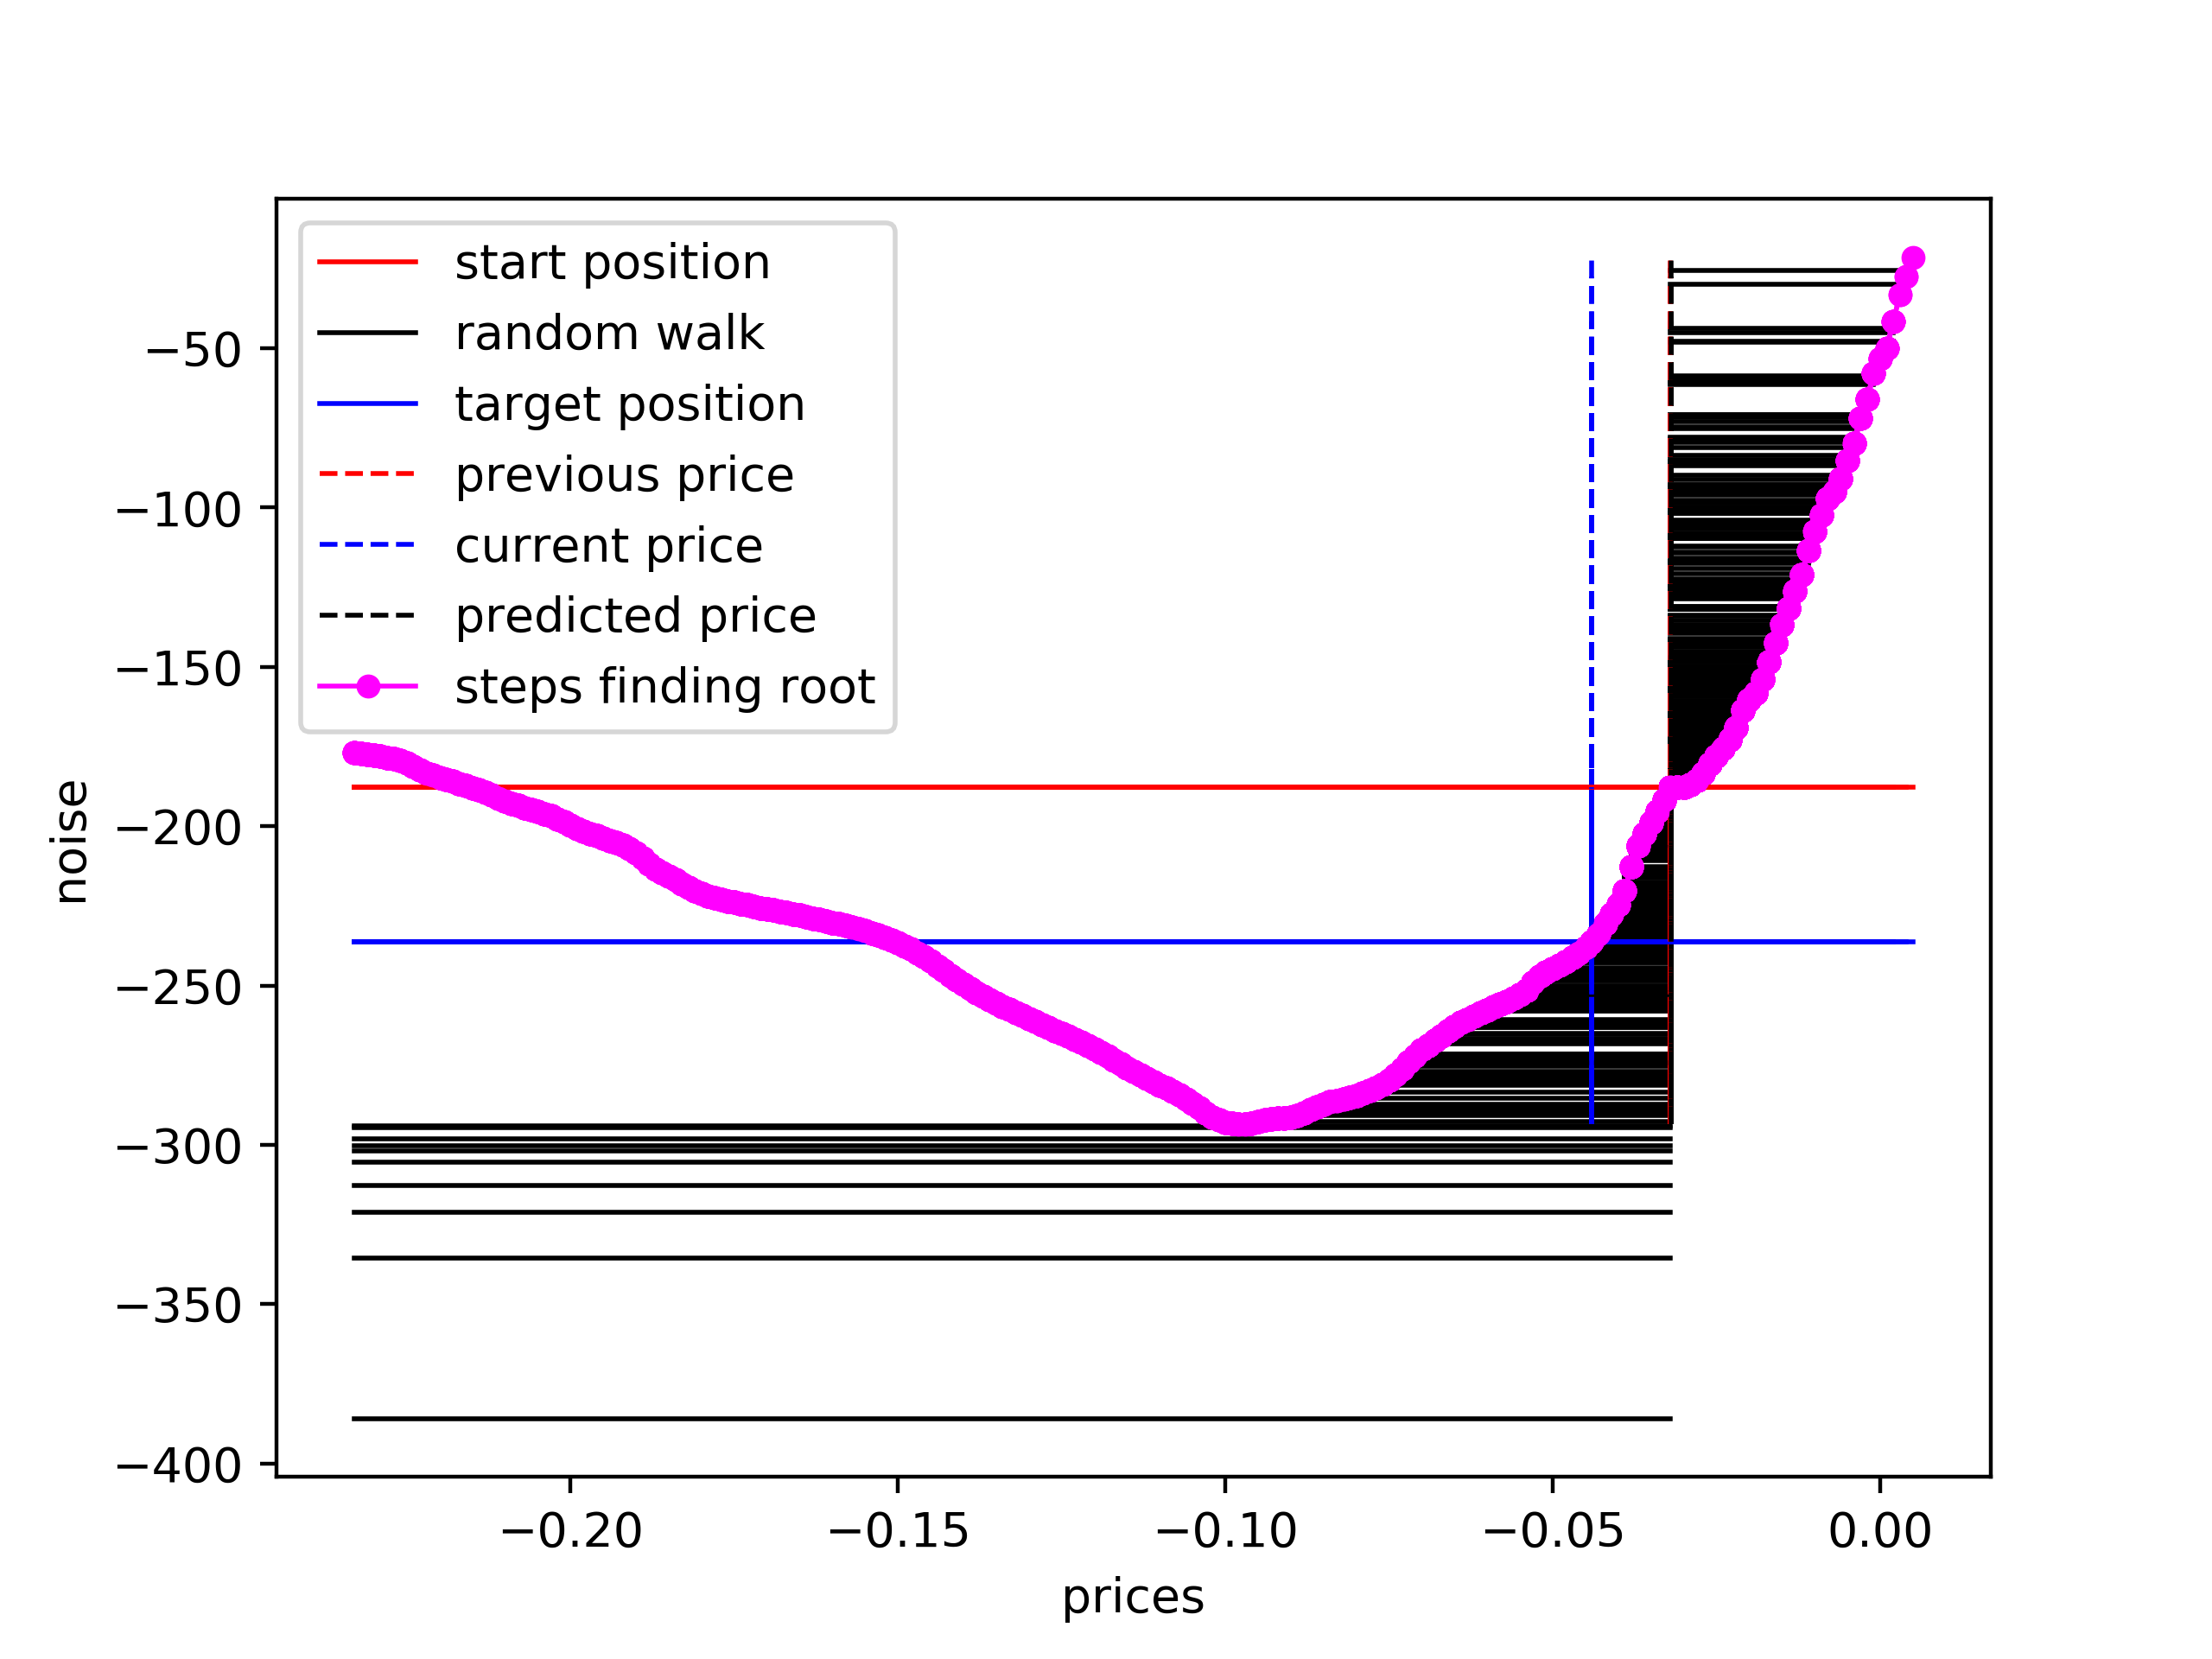 start position
random walk
target position
previous price
current price
predicted price
steps finding root
−50
−100
−150
−200
−250
−300
−350
−400
noise
−0.20 −0.15 −0.10 −0.05 0.00
prices